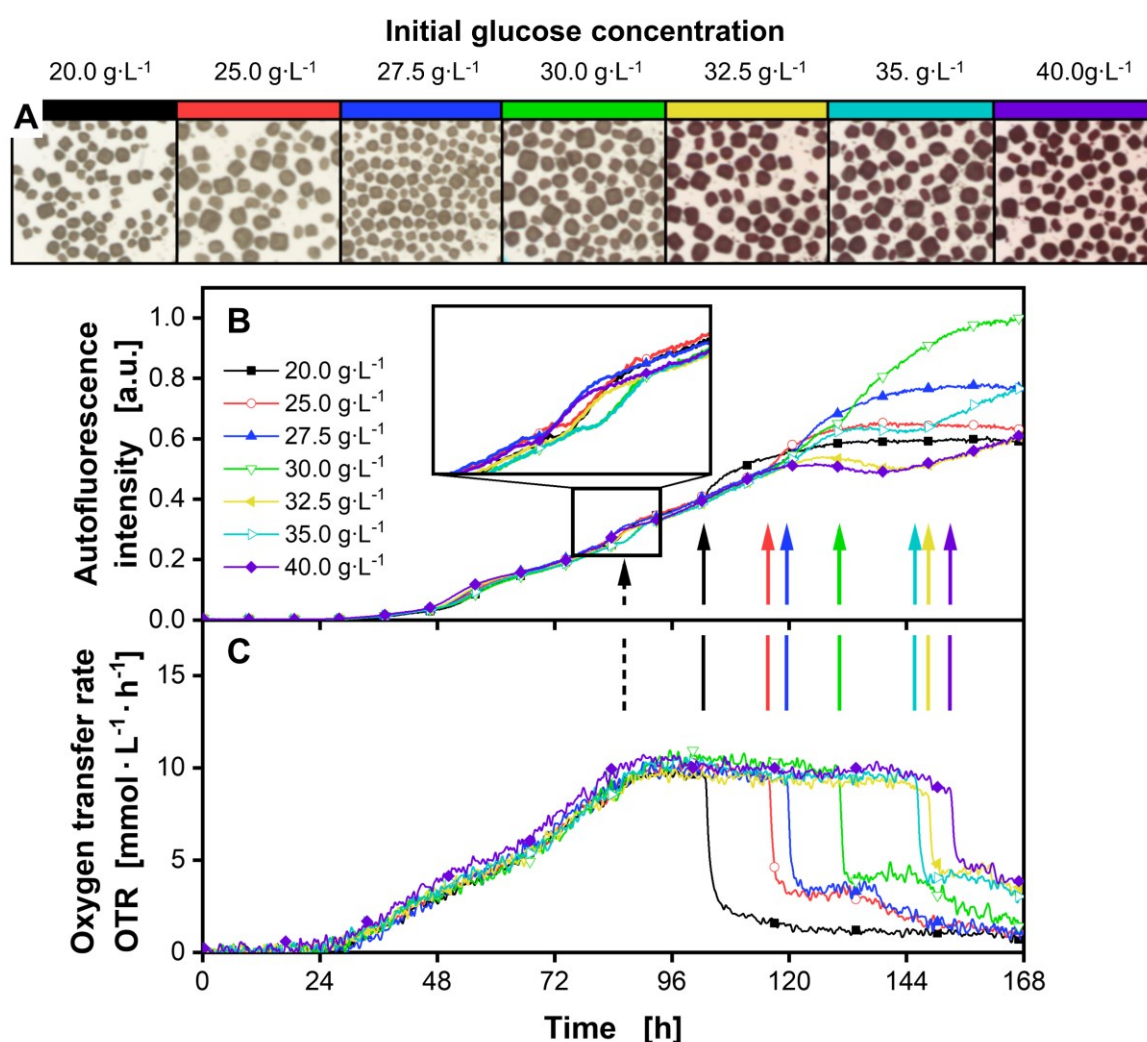 Initial glucose concentration
20.0 g·L⁻¹ 25.0 g·L⁻¹ 27.5 g·L⁻¹ 30.0 g·L⁻¹ 32.5 g·L⁻¹ 35. g·L⁻¹ 40.0g·L⁻¹
A
B
Autofluorescence
intensity [a.u.]
1.0
0.8
0.6
0.4
0.2
0.0
20.0 g·L⁻¹
25.0 g·L⁻¹
27.5 g·L⁻¹
30.0 g·L⁻¹
32.5 g·L⁻¹
35.0 g·L⁻¹
40.0 g·L⁻¹
C
Oxygen transfer rate
OTR [mmol·L⁻¹·h⁻¹]
15
10
5
0
0 24 48 72 96 120 144 168
Time [h]